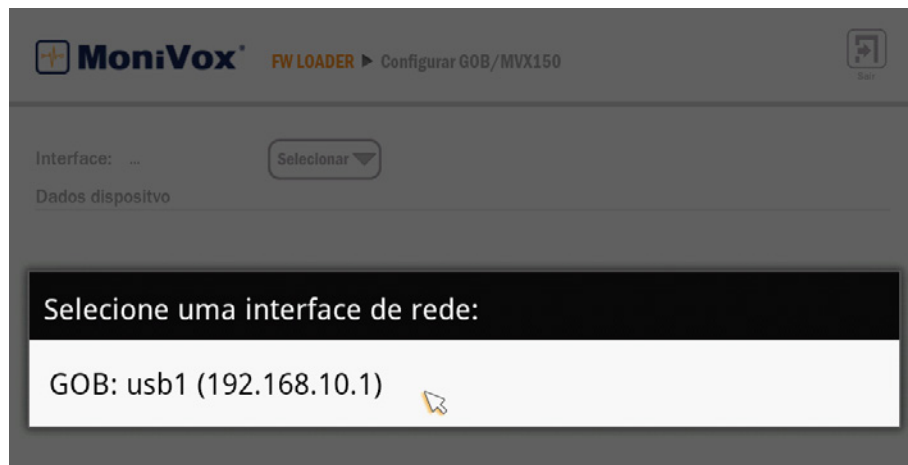 MoniVox® FW LOADER ▶ Configurar GOB/MVX150
Sair
Interface: ... Selecionar
Dados dispositvo
Selecione uma interface de rede:
GOB: usb1 (192.168.10.1)